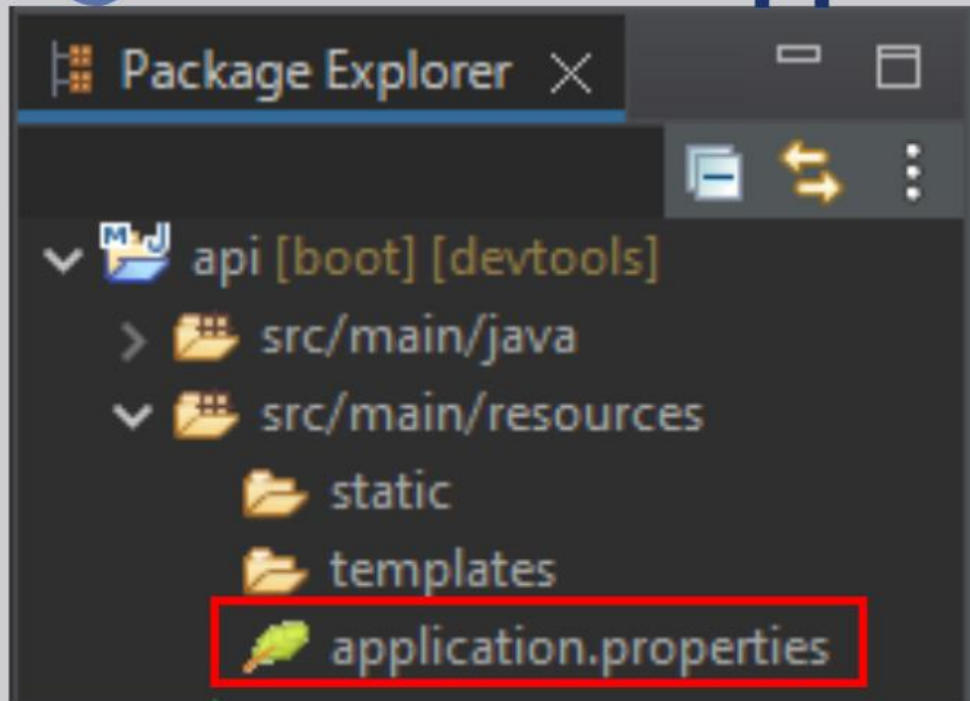 Package Explorer
api [boot] [devtools]
src/main/java
src/main/resources
static
templates
application.properties